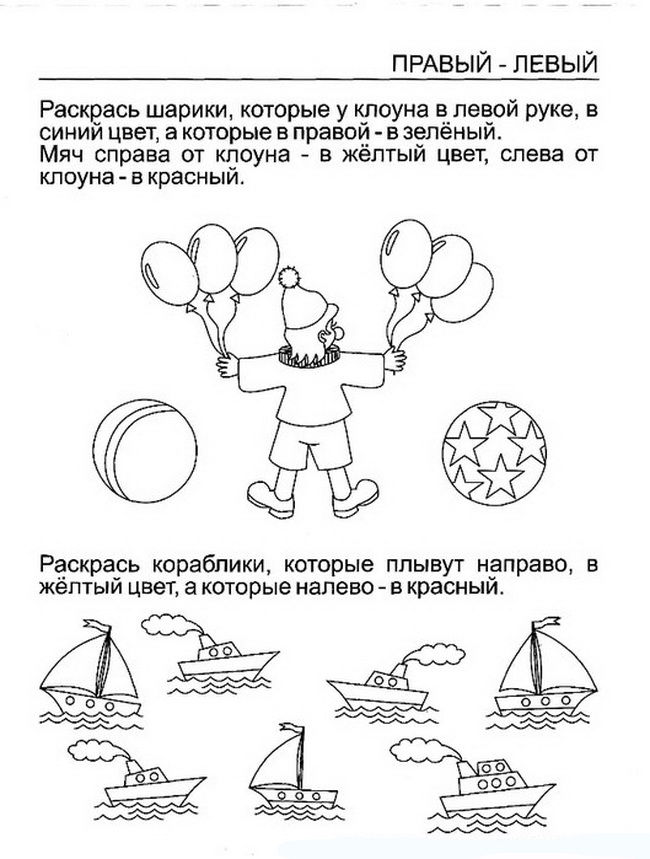 ПРАВЫЙ - ЛЕВЫЙ
Раскрась шарики, которые у клоуна в левой руке, в
синий цвет, а которые в правой - в зелёный.
Мяч справа от клоуна - в жёлтый цвет, слева от
клоуна - в красный.
Раскрась кораблики, которые плывут направо, в
жёлтый цвет, а которые налево - в красный.